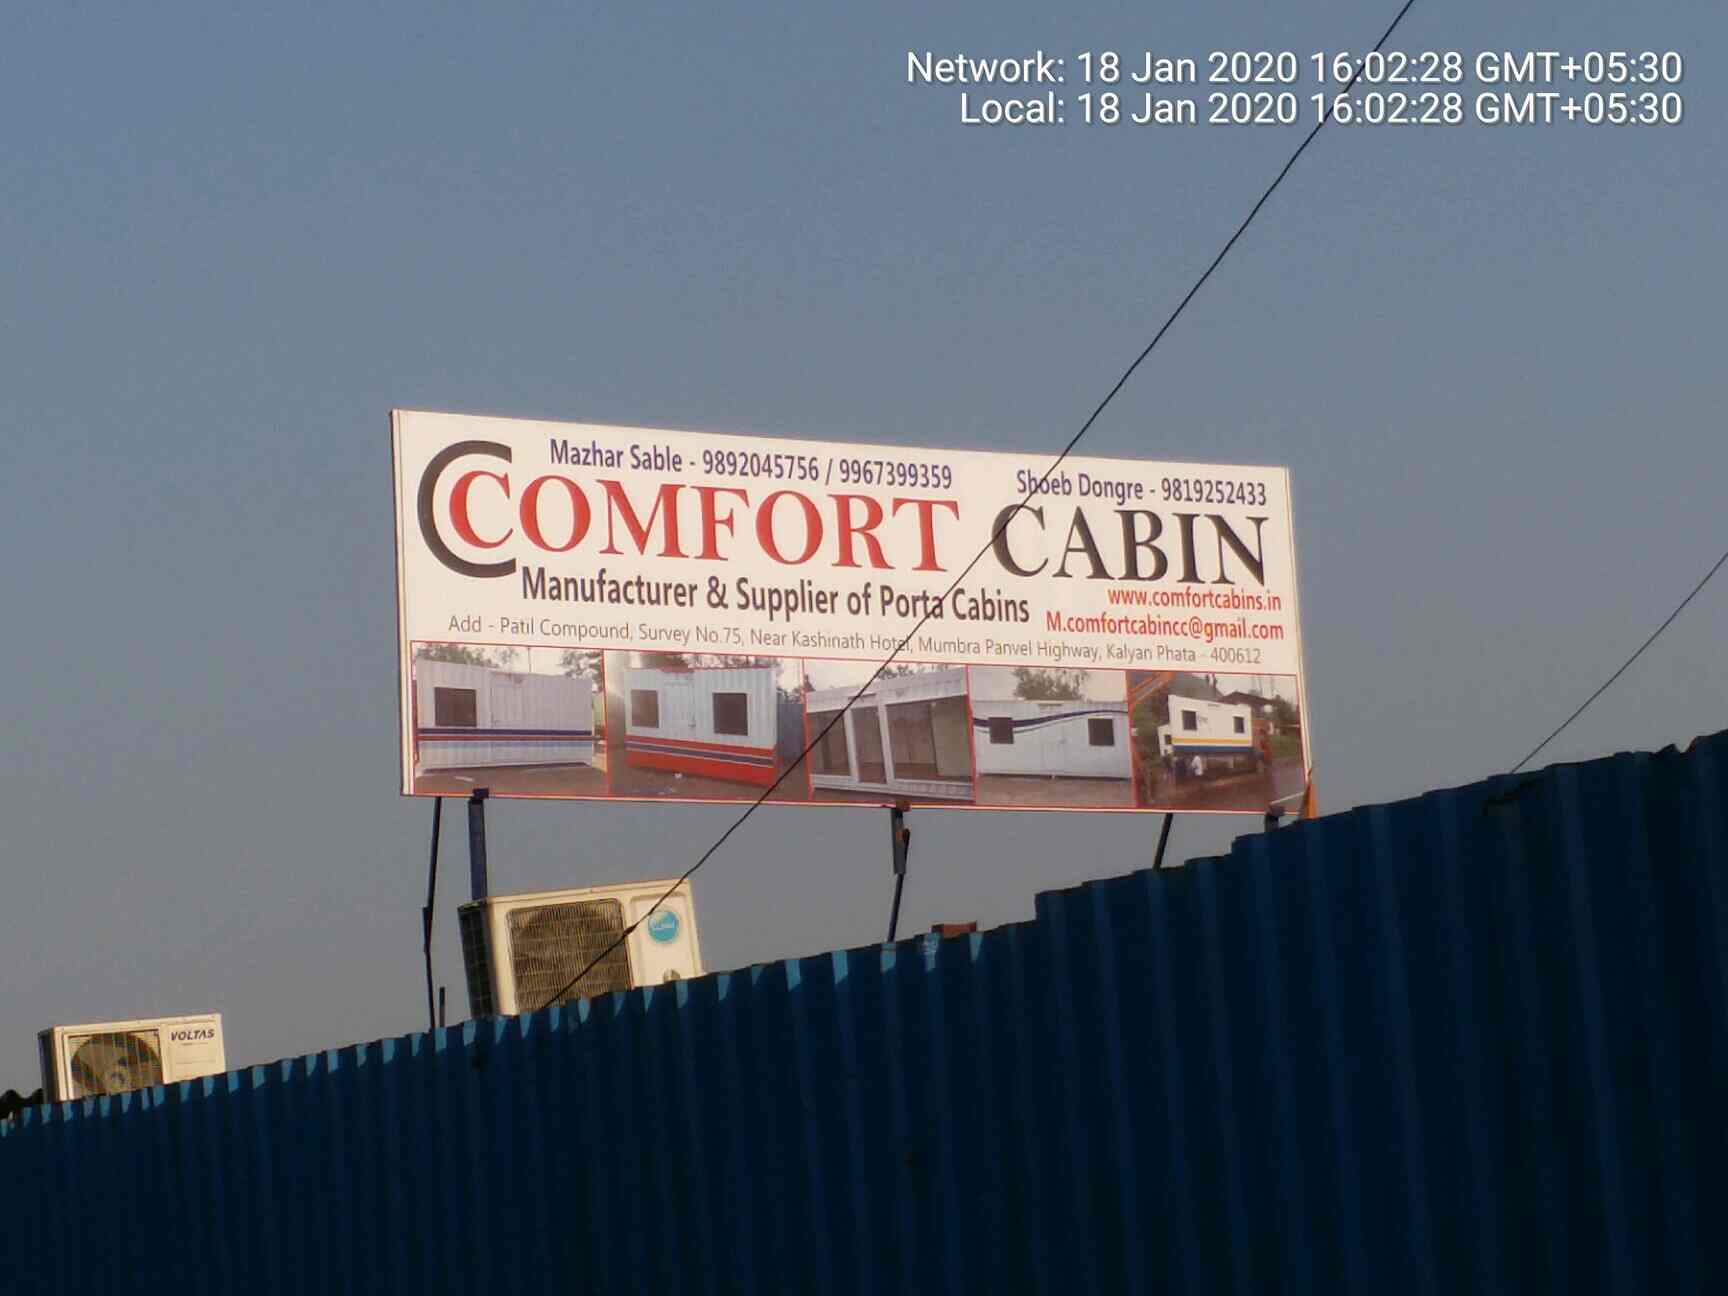 Network: 18 Jan 2020 16:02:28 GMT+05:30
Local: 18 Jan 2020 16:02:28 GMT+05:30
Mazhar Sable - 9892045756 / 9967399359
Shoeb Dongre - 9819252433
COMFORT CABIN
Manufacturer & Supplier of Porta Cabins
www.comfortcabins.in
M.comfortcabincc@gmail.com
Add - Patil Compound, Survey No.75, Near Kashinath Hotel, Mumbra Panvel Highway, Kalyan Phata - 400612
VOLTAS